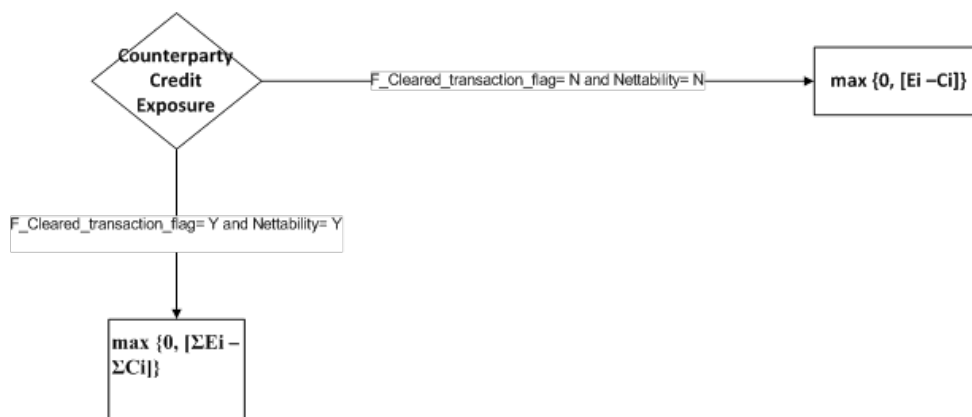 Counterparty
Credit
Exposure
F_Cleared_transaction_flag= N and Nettability= N
max {0, [Ei –Ci]}
F_Cleared_transaction_flag= Y and Nettability= Y
max {0, [ΣEi –
ΣCi]}